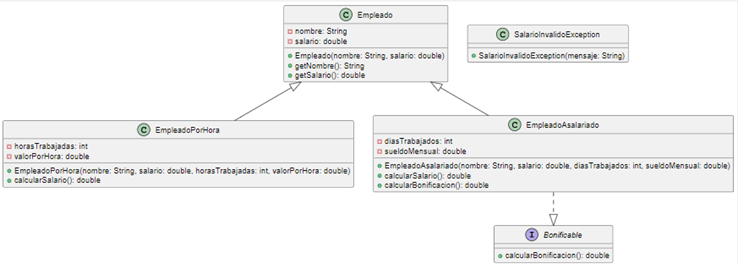 C Empleado
nombre: String
salario: double
Empleado(nombre: String, salario: double)
getNombre(): String
getSalario(): double
C SalarioInvalidoException
SalarioInvalidoException(mensaje: String)
C EmpleadoPorHora
horasTrabajadas: int
valorPorHora: double
EmpleadoPorHora(nombre: String, salario: double, horasTrabajadas: int, valorPorHora: double)
calcularSalario(): double
C EmpleadoAsalariado
diasTrabajados: int
sueldoMensual: double
EmpleadoAsalariado(nombre: String, salario: double, diasTrabajados: int, sueldoMensual: double)
calcularSalario(): double
calcularBonificacion(): double
I Bonificable
calcularBonificacion(): double